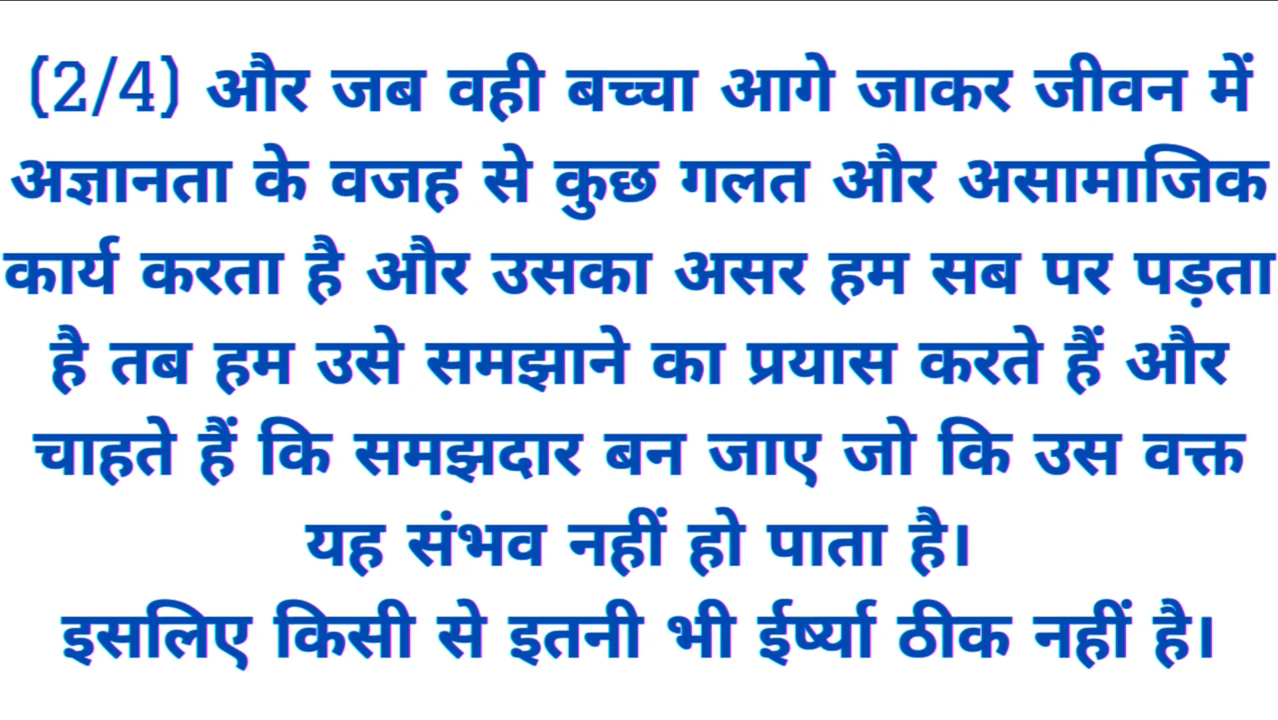 (2/4) और जब वही बच्चा आगे जाकर जीवन में
अज्ञानता के वजह से कुछ गलत और असामाजिक
कार्य करता है और उसका असर हम सब पर पड़ता
है तब हम उसे समझाने का प्रयास करते हैं और
चाहते हैं कि समझदार बन जाए जो कि उस वक्त
यह संभव नहीं हो पाता है।
इसलिए किसी से इतनी भी ईर्ष्या ठीक नहीं है।